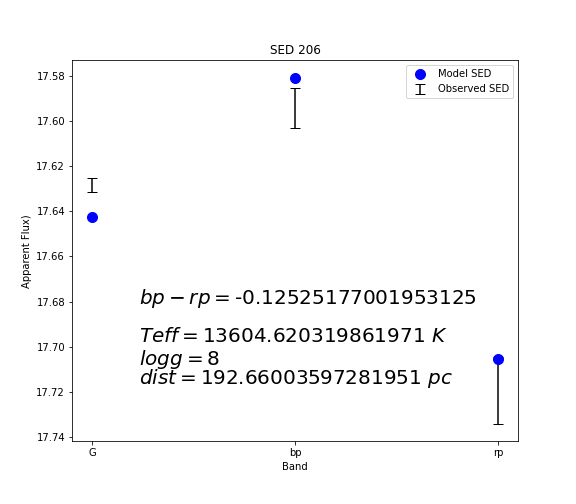 SED 206
Model SED
Observed SED
17.58
17.60
17.62
17.64
17.66
17.68
17.70
17.72
17.74
Apparent Flux)
bp − rp = -0.12525177001953125
Teff = 13604.620319861971 K
logg = 8
dist = 192.66003597281951 pc
G
bp
rp
Band